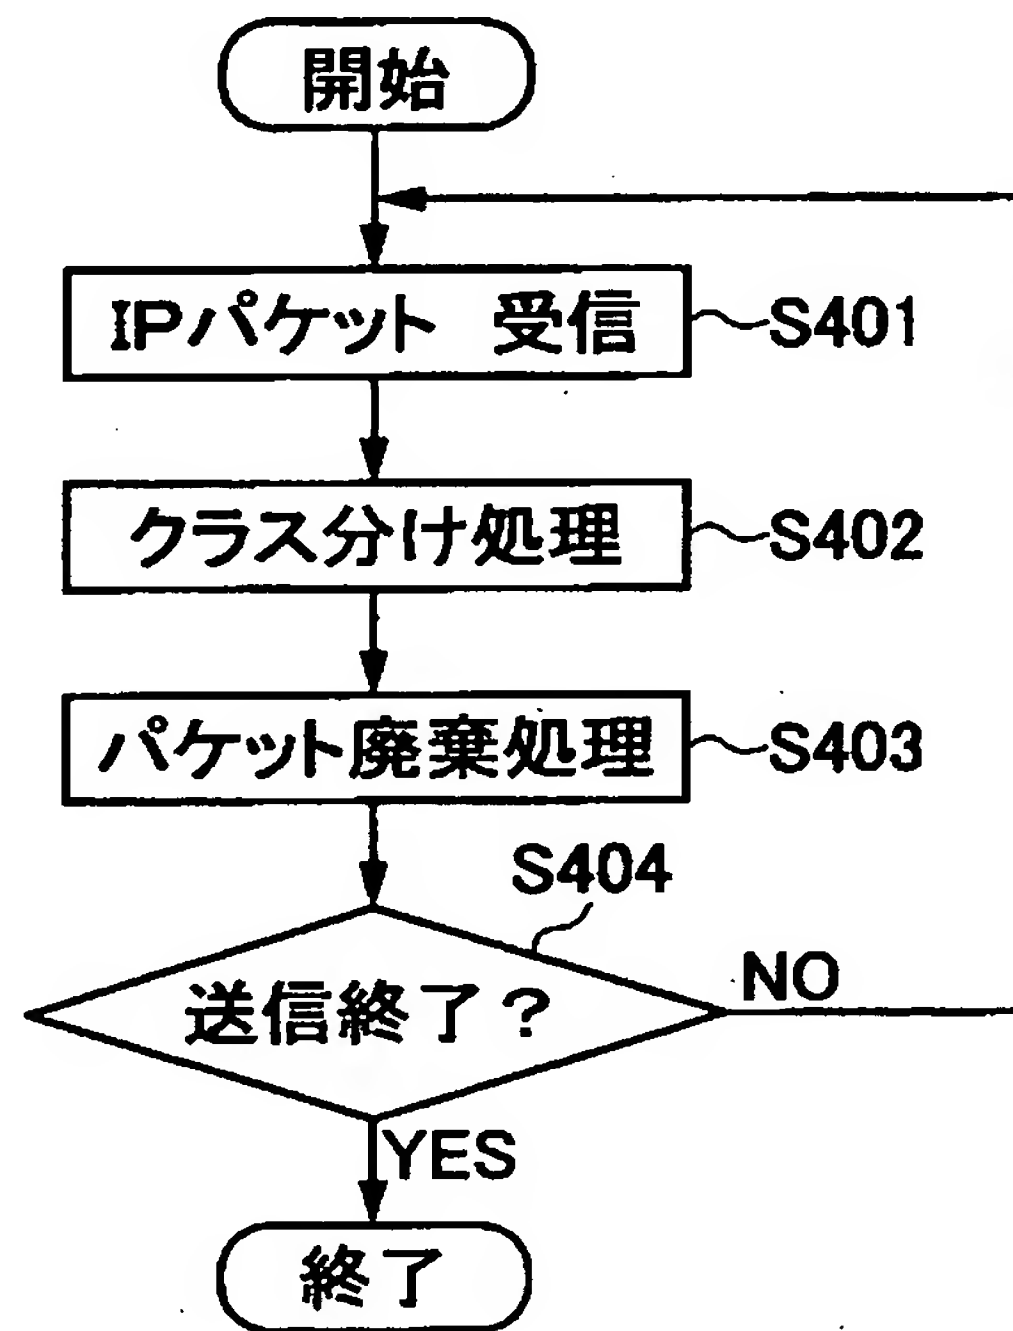 開始
IPパケット 受信
S401
クラス分け処理
S402
パケット廃棄処理
S403
S404
送信終了?
NO
YES
終了